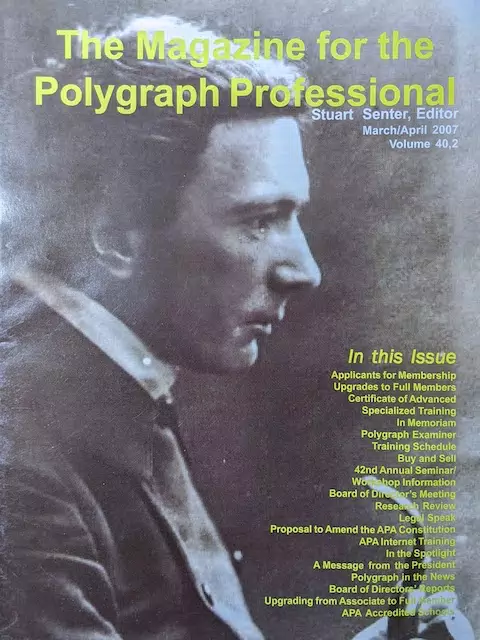 The Magazine for the
Polygraph Professional
Stuart Senter, Editor
March/April 2007
Volume 40,2
In this Issue
Applicants for Membership
Upgrades to Full Members
Certificate of Advanced
Specialized Training
In Memoriam
Polygraph Examiner
Training Schedule
Buy and Sell
42nd Annual Seminar/
Workshop Information
Board of Director's Meeting
Research Review
Legal Speak
Proposal to Amend the APA Constitution
APA Internet Training
In the Spotlight
A Message from the President
Polygraph in the News
Board of Directors' Reports
Upgrading from Associate to Full Member
APA Accredited Schools